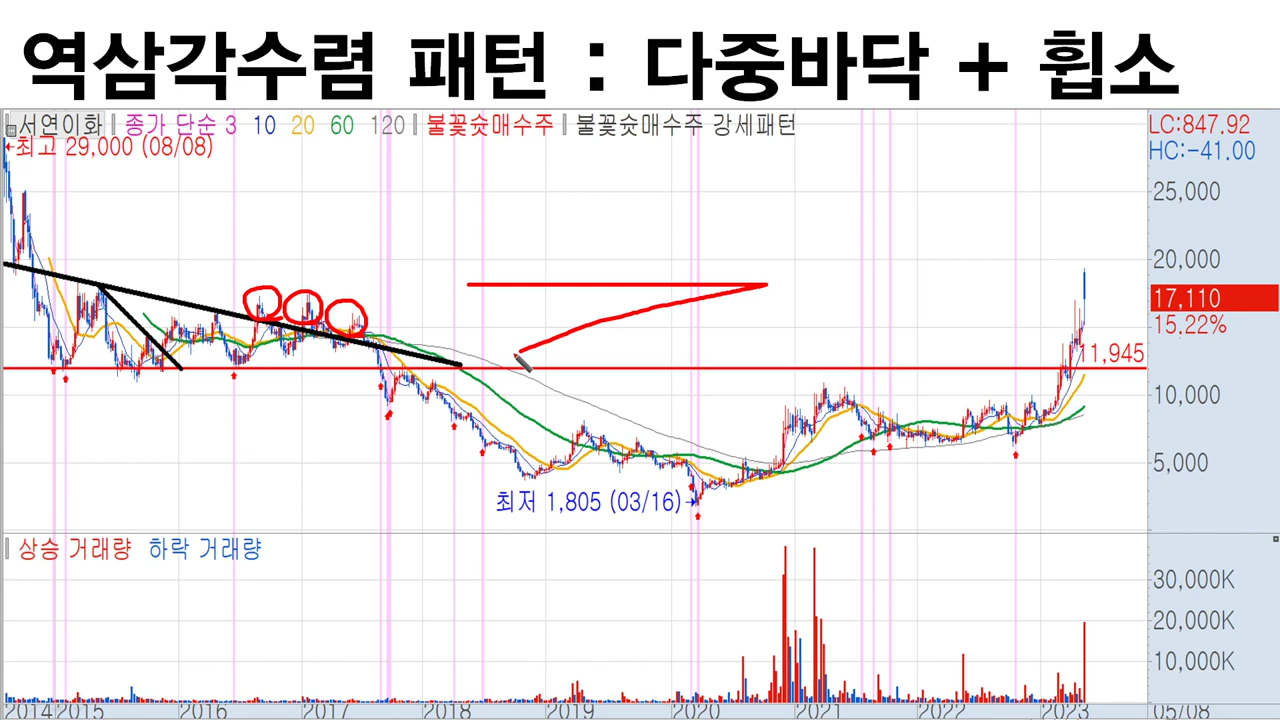 역삼각수렴 패턴 : 다중바닥 + 휩소
서연이화 종가 단순 3 10 20 60 120 불꽃슛매수주 불꽃슛매수주 강세패턴
LC:847.92
최고 29,000 (08/08)
HC:-41.00
25,000
20,000
17,110
15.22%
11,945
10,000
5,000
최저 1,805 (03/16)
상승 거래량 하락 거래량
30,000K
20,000K
10,000K
2014 2015 2016 2017 2018 2019 2020 2021 2022 2023 05/08